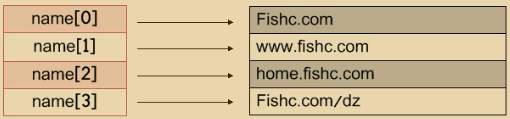 name[0] Fishc.com
name[1] www.fishc.com
name[2] home.fishc.com
name[3] Fishc.com/dz